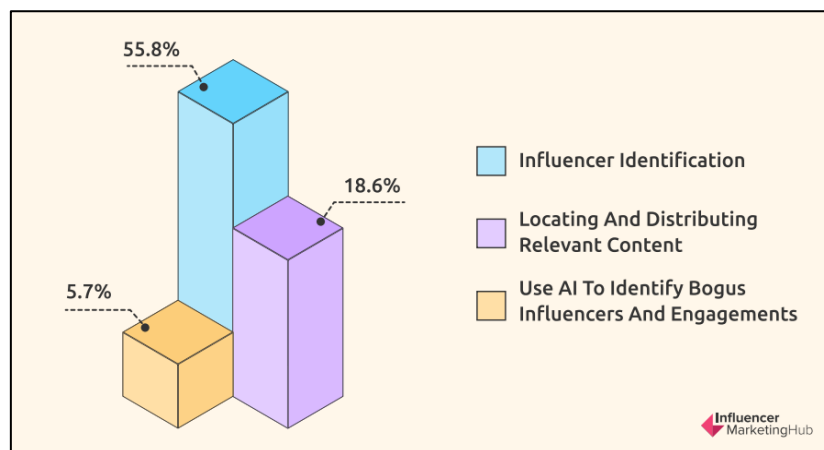 55.8%
18.6%
5.7%
Influencer Identification
Locating And Distributing
Relevant Content
Use AI To Identify Bogus
Influencers And Engagements
Influencer
MarketingHub